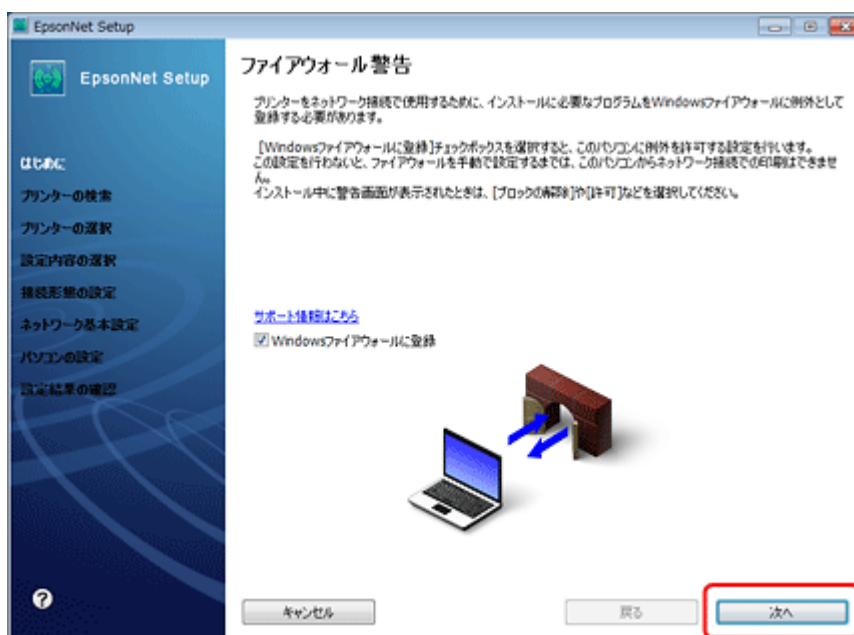 EpsonNet Setup
EpsonNet Setup
はじめに
プリンターの検索
プリンターの選択
設定内容の選択
接続形態の設定
ネットワーク基本設定
パソコンの設定
設定結果の確認
ファイアウォール警告
プリンターをネットワーク接続で使用するために、インストールに必要なプログラムをWindowsファイアウォールに例外として
登録する必要があります。
[Windowsファイアウォールに登録]チェックボックスを選択すると、このパソコンに例外を許可する設定を行います。
この設定を行わないと、ファイアウォールを手動で設定するまでは、このパソコンからネットワーク接続での印刷はできませ
ん。
インストール中に警告画面が表示されたときは、[ブロックの解除]や[許可]などを選択してください。
サポート情報はこちら
Windowsファイアウォールに登録
?
キャンセル
戻る
次へ